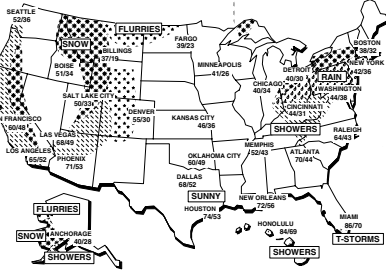 SEATTLE
52/36
FLURRIES
FARGO
39/23
SNOW
BILLINGS
37/19
BOISE
51/34
MINNEAPOLIS
41/26
BOSTON
38/32
NEW YORK
42/36
DETROIT
40/30
RAIN
CHICAGO
40/34
WASHINGTON
44/38
SALT LAKE CITY
50/33
DENVER
55/30
CINCINNATI
44/31
N FRANCISCO
60/48
KANSAS CITY
46/36
SHOWERS
RALEIGH
64/43
LAS VEGAS
68/49
LOS ANGELES
65/52
PHOENIX
71/53
OKLAHOMA CITY
60/49
MEMPHIS
52/43
ATLANTA
70/44
DALLAS
68/52
SUNNY
HOUSTON
74/53
NEW ORLEANS
72/56
FLURRIES
MIAMI
86/70
HONOLULU
84/69
SNOW
ANCHORAGE
40/28
T-STORMS
SHOWERS
SHOWERS